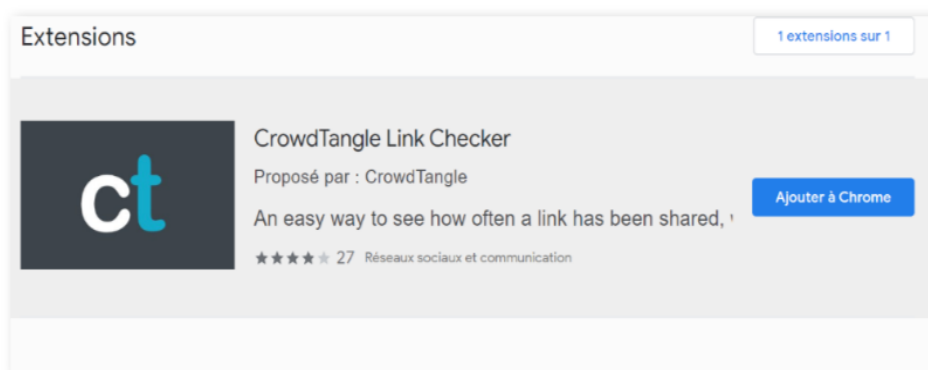 Extensions
1 extensions sur 1
ct
CrowdTangle Link Checker
Proposé par : CrowdTangle
Ajouter à Chrome
An easy way to see how often a link has been shared,
27 Réseaux sociaux et communication